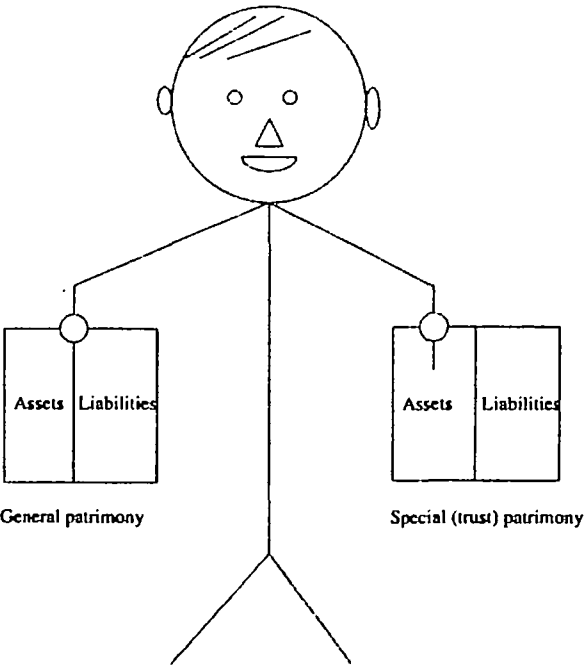 Assets Liabilities
Assets Liabilities
General patrimony
Special (trust) patrimony